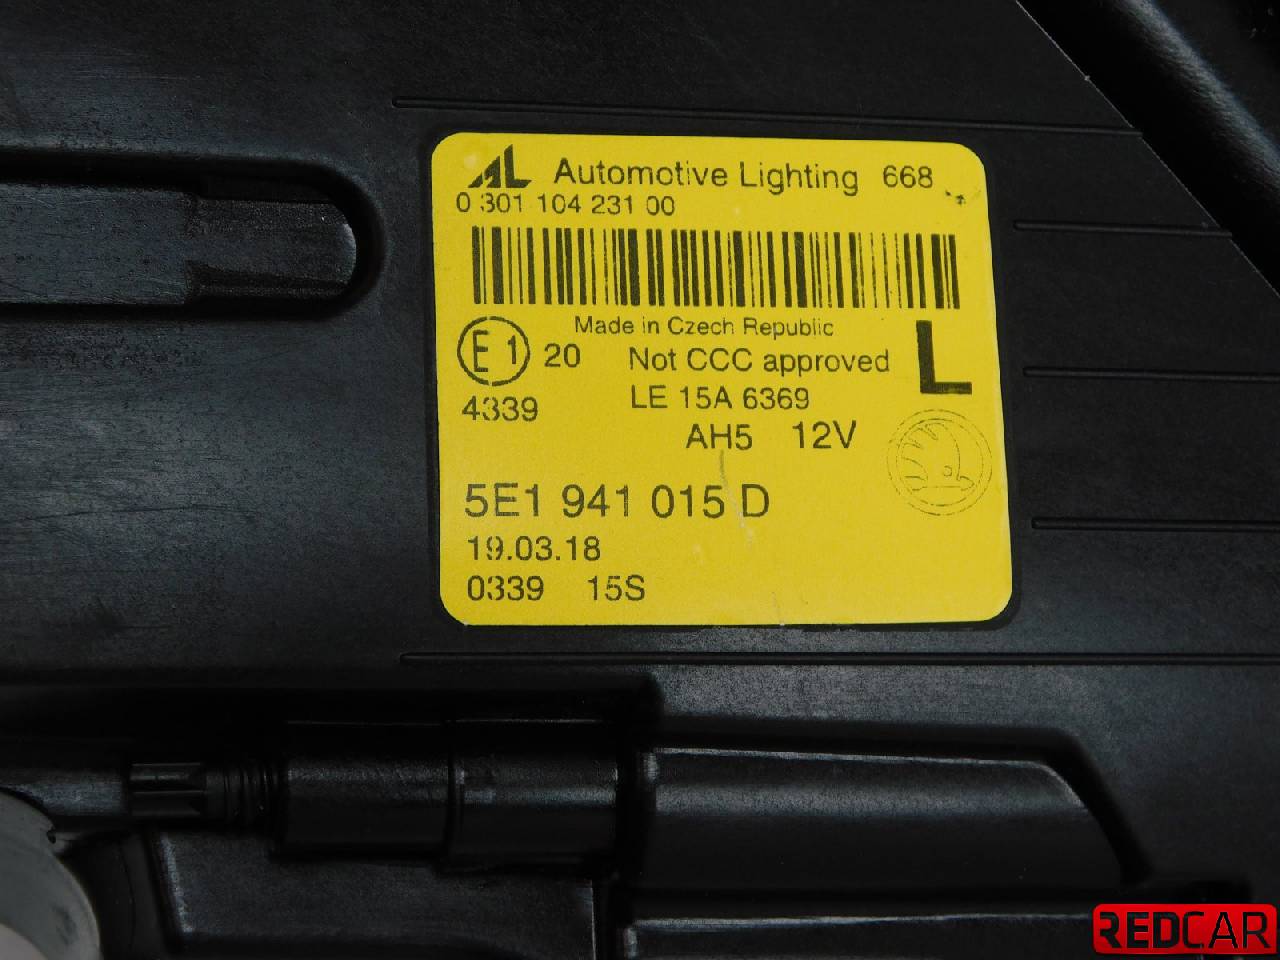 AL Automotive Lighting 668
0 301 104 231 00
Made in Czech Republic
E1 20 Not CCC approved L
4339 LE 15A 6369
AH5 12V
5E1 941 015 D
19.03.18
0339 15S
REDCAR